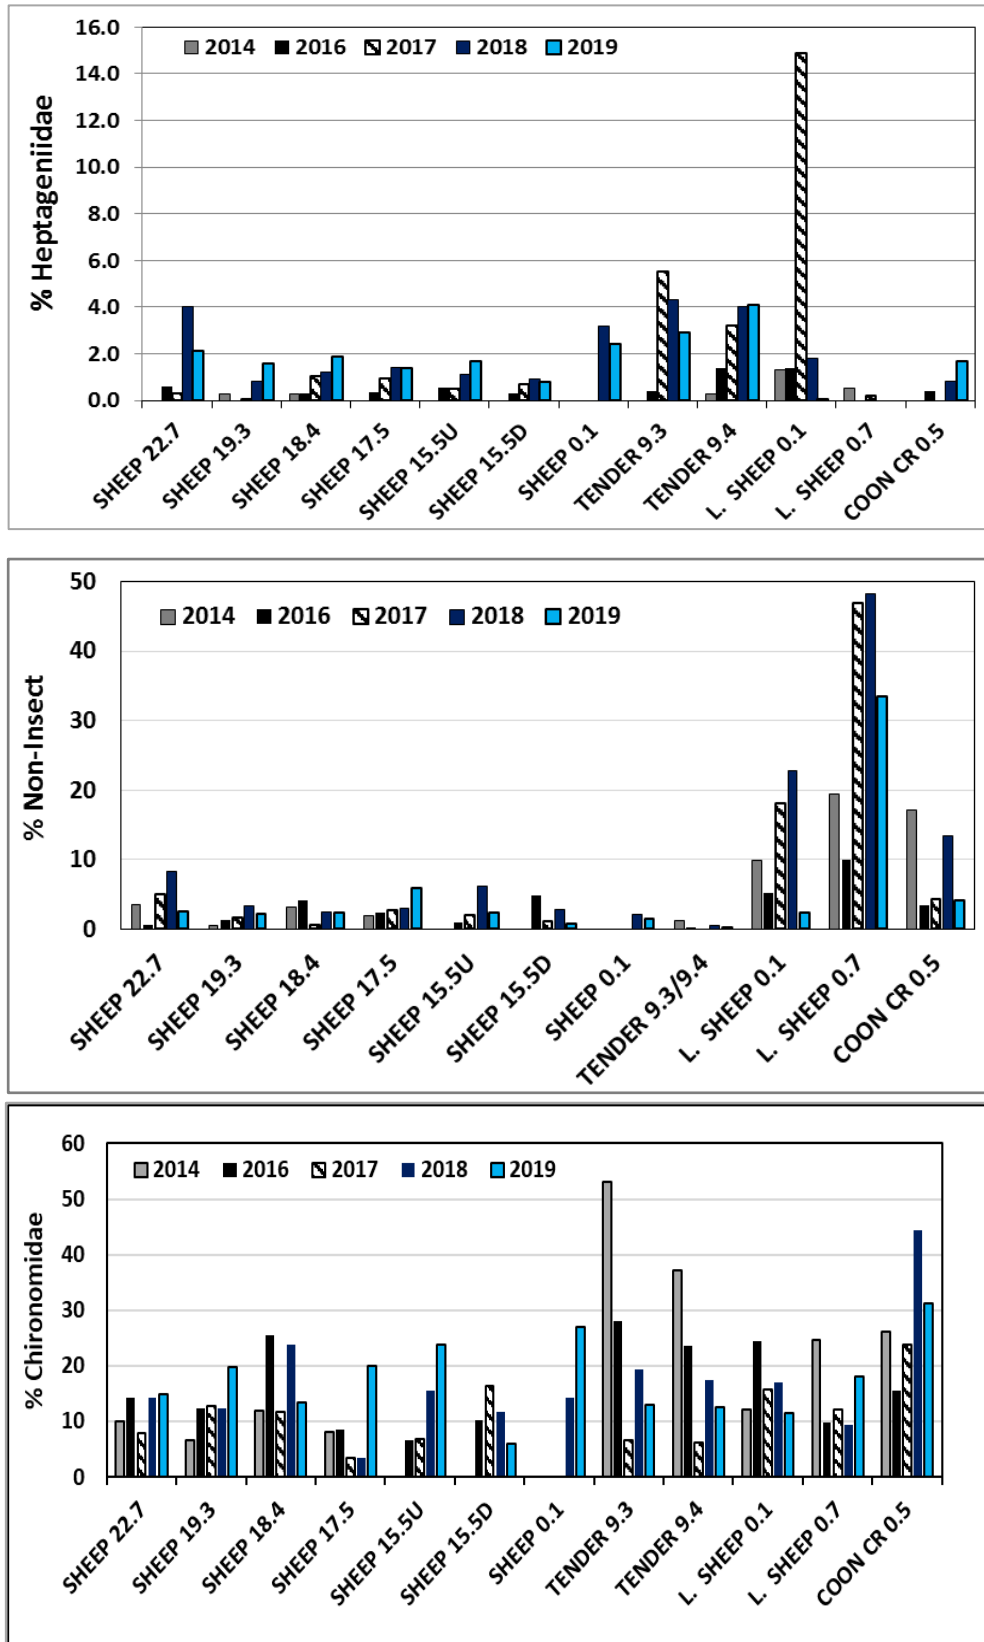 % Heptageniidae
16.0
14.0
12.0
10.0
8.0
6.0
4.0
2.0
0.0
2014 2016 2017 2018 2019
SHEEP 22.7
SHEEP 19.3
SHEEP 18.4
SHEEP 17.5
SHEEP 15.5U
SHEEP 15.5D
SHEEP 0.1
TENDER 9.3
TENDER 9.4
L. SHEEP 0.1
L. SHEEP 0.7
COON CR 0.5
% Non-Insect
50
40
30
20
10
0
2014 2016 2017 2018 2019
SHEEP 22.7
SHEEP 19.3
SHEEP 18.4
SHEEP 17.5
SHEEP 15.5U
SHEEP 15.5D
SHEEP 0.1
TENDER 9.3/9.4
L. SHEEP 0.1
L. SHEEP 0.7
COON CR 0.5
% Chironomidae
60
50
40
30
20
10
0
2014 2016 2017 2018 2019
SHEEP 22.7
SHEEP 19.3
SHEEP 18.4
SHEEP 17.5
SHEEP 15.5U
SHEEP 15.5D
SHEEP 0.1
TENDER 9.3
TENDER 9.4
L. SHEEP 0.1
L. SHEEP 0.7
COON CR 0.5